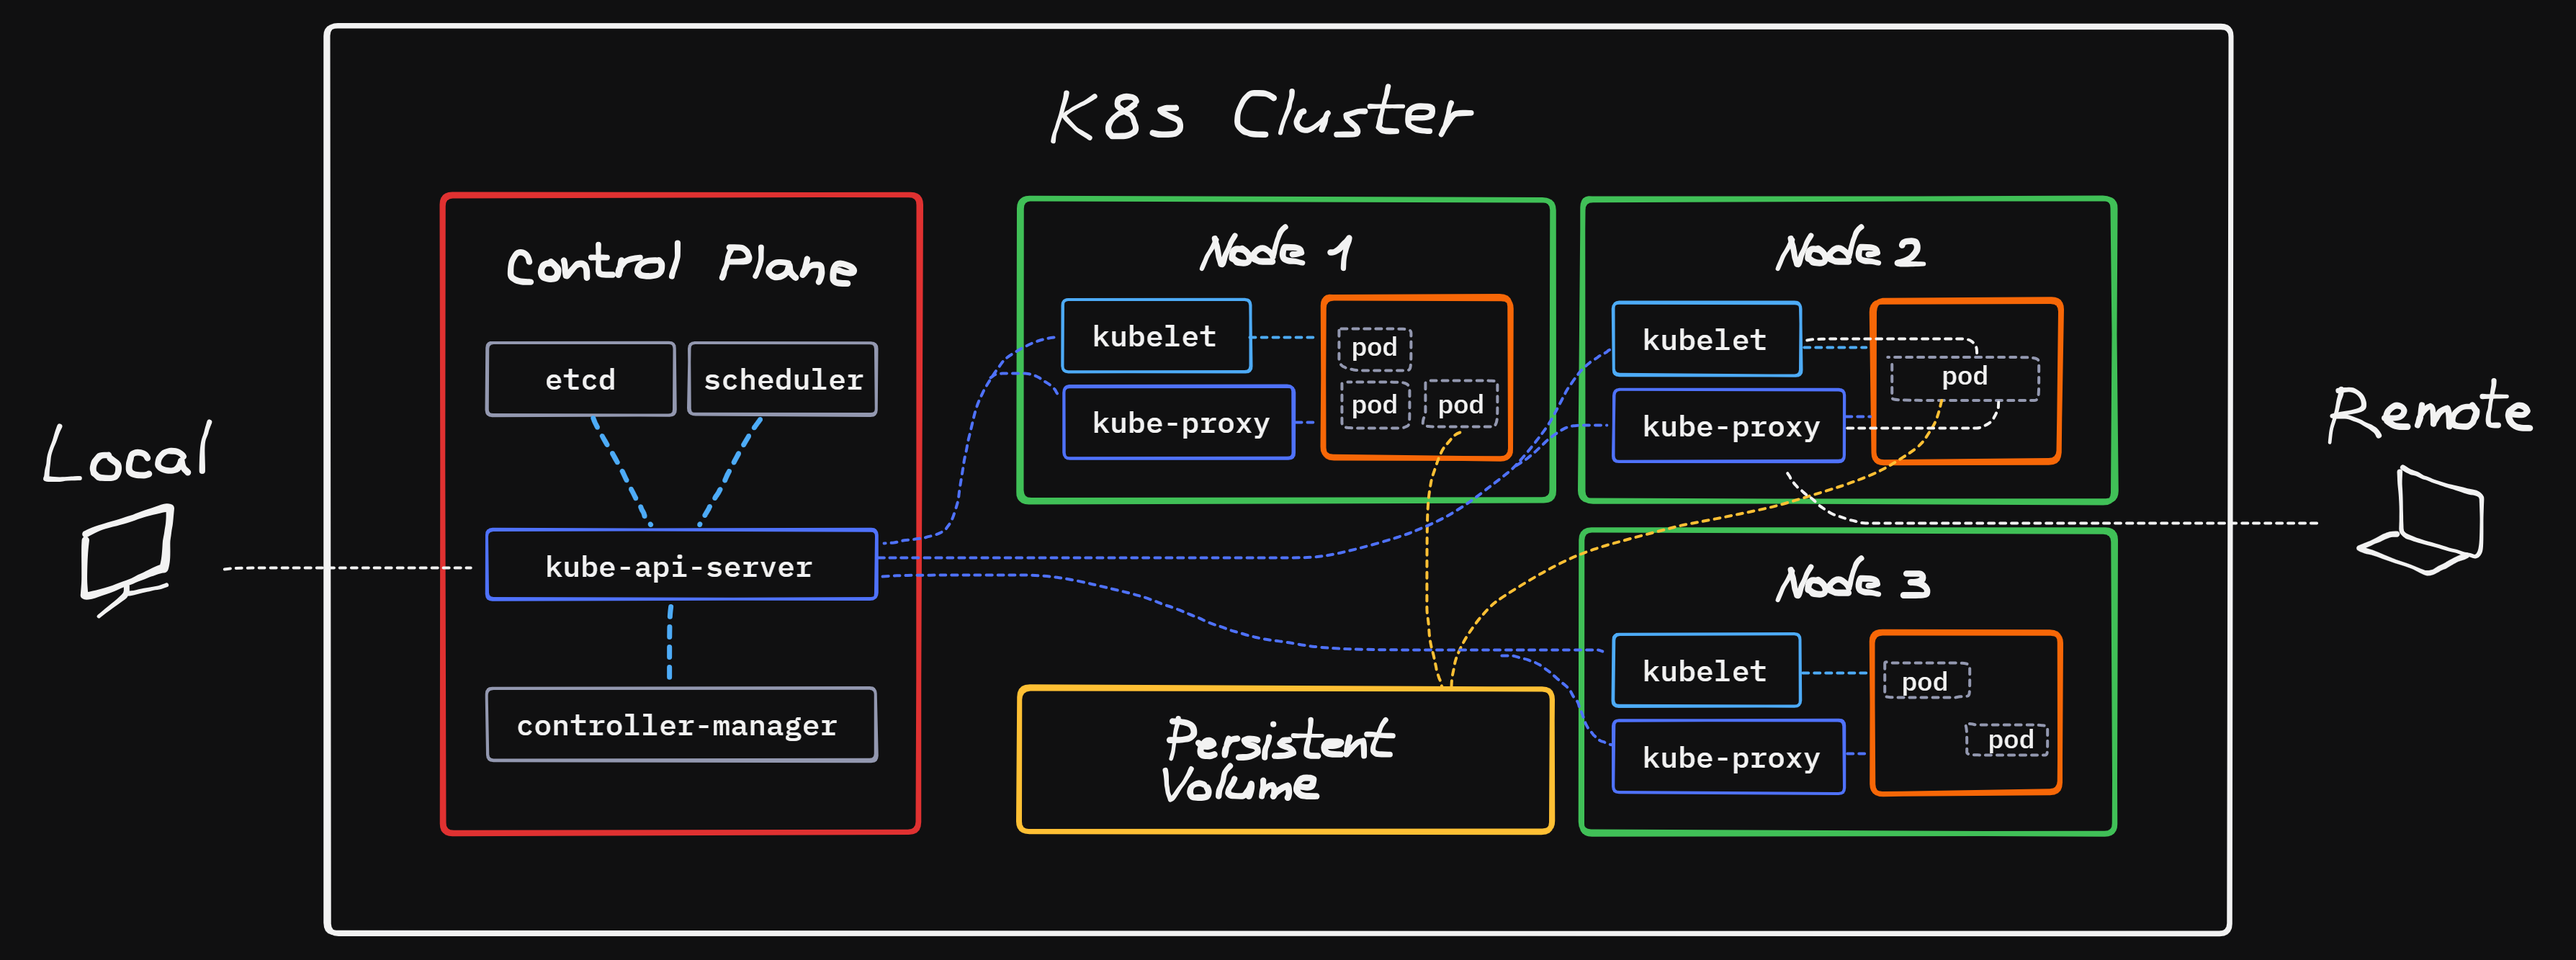 K8s Cluster
Local
Control Plane
etcd
scheduler
kube-api-server
controller-manager
Node 1
kubelet
kube-proxy
pod
pod
pod
Node 2
kubelet
kube-proxy
pod
Persistent
Volume
Node 3
kubelet
kube-proxy
pod
pod
Remote